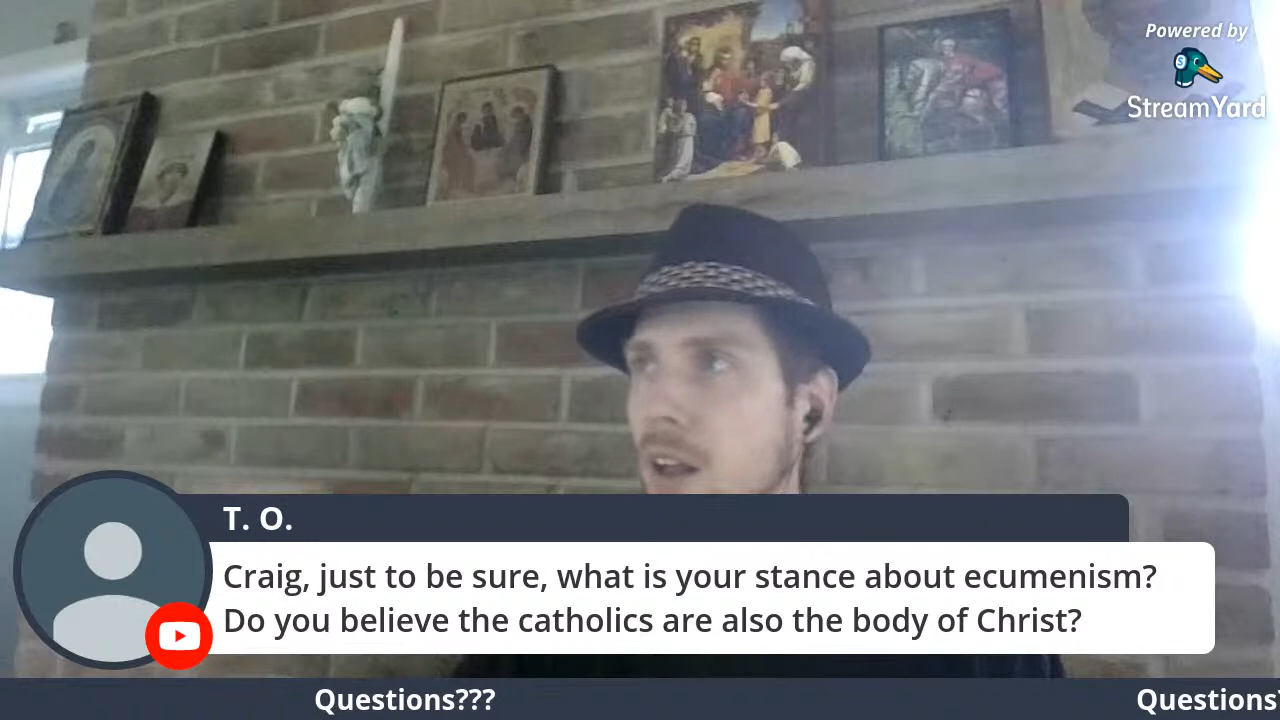 Powered by
StreamYard
T. O.
Craig, just to be sure, what is your stance about ecumenism?
Do you believe the catholics are also the body of Christ?
Questions??? Questions?